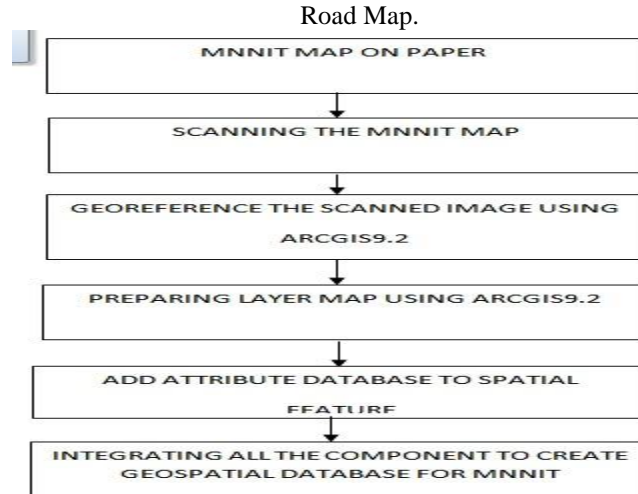 Road Map.
MNNIT MAP ON PAPER
SCANNING THE MNNIT MAP
GEOREFERENCE THE SCANNED IMAGE USING
ARCGIS9.2
PREPARING LAYER MAP USING ARCGIS9.2
ADD ATTRIBUTE DATABASE TO SPATIAL
FEATURE
INTEGRATING ALL THE COMPONENT TO CREATE
GEOSPATIAL DATABASE FOR MNNIT